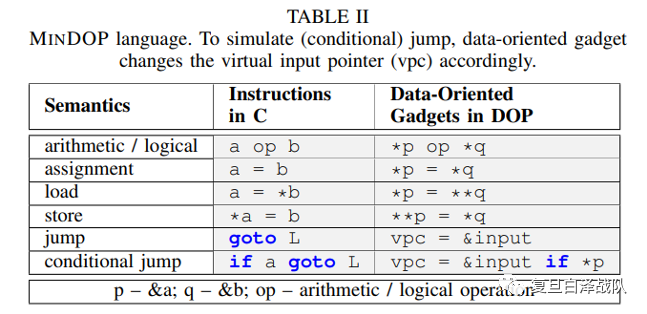 TABLE II
MINDOP language. To simulate (conditional) jump, data-oriented gadget
changes the virtual input pointer (vpc) accordingly.
Semantics | Instructions in C | Data-Oriented Gadgets in DOP
arithmetic / logical | a op b | *p op *q
assignment | a = b | *p = *q
load | a = *b | *p = **q
store | *a = b | **p = *q
jump | goto L | vpc = &input
conditional jump | if a goto L | vpc = &input if *p
p – &a; q – &b; op – arithmetic / logical operation
复旦白泽战队